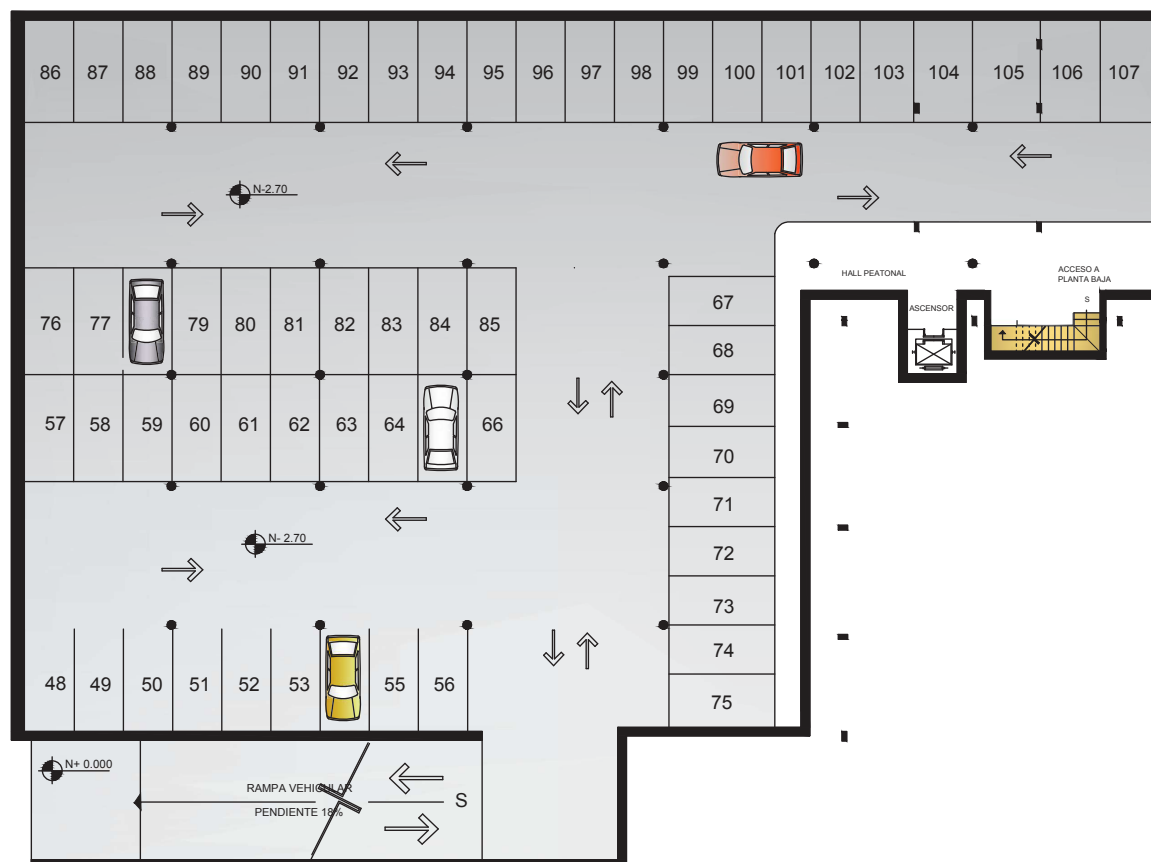 86 87 88 89 90 91 92 93 94 95 96 97 98 99 100 101 102 103 104 105 106 107
N-2.70
HALL PEATONAL
ACCESO A
PLANTA BAJA
S
ASCENSOR
76 77 79 80 81 82 83 84 85
67
68
69
70
71
72
73
74
75
57 58 59 60 61 62 63 64 66
N- 2.70
48 49 50 51 52 53 55 56
N+ 0.000
RAMPA VEHICULAR
PENDIENTE 18%
S